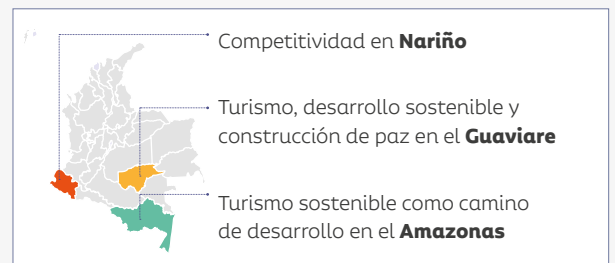 Competitividad en Nariño
Turismo, desarrollo sostenible y
construcción de paz en el Guaviare
Turismo sostenible como camino
de desarrollo en el Amazonas